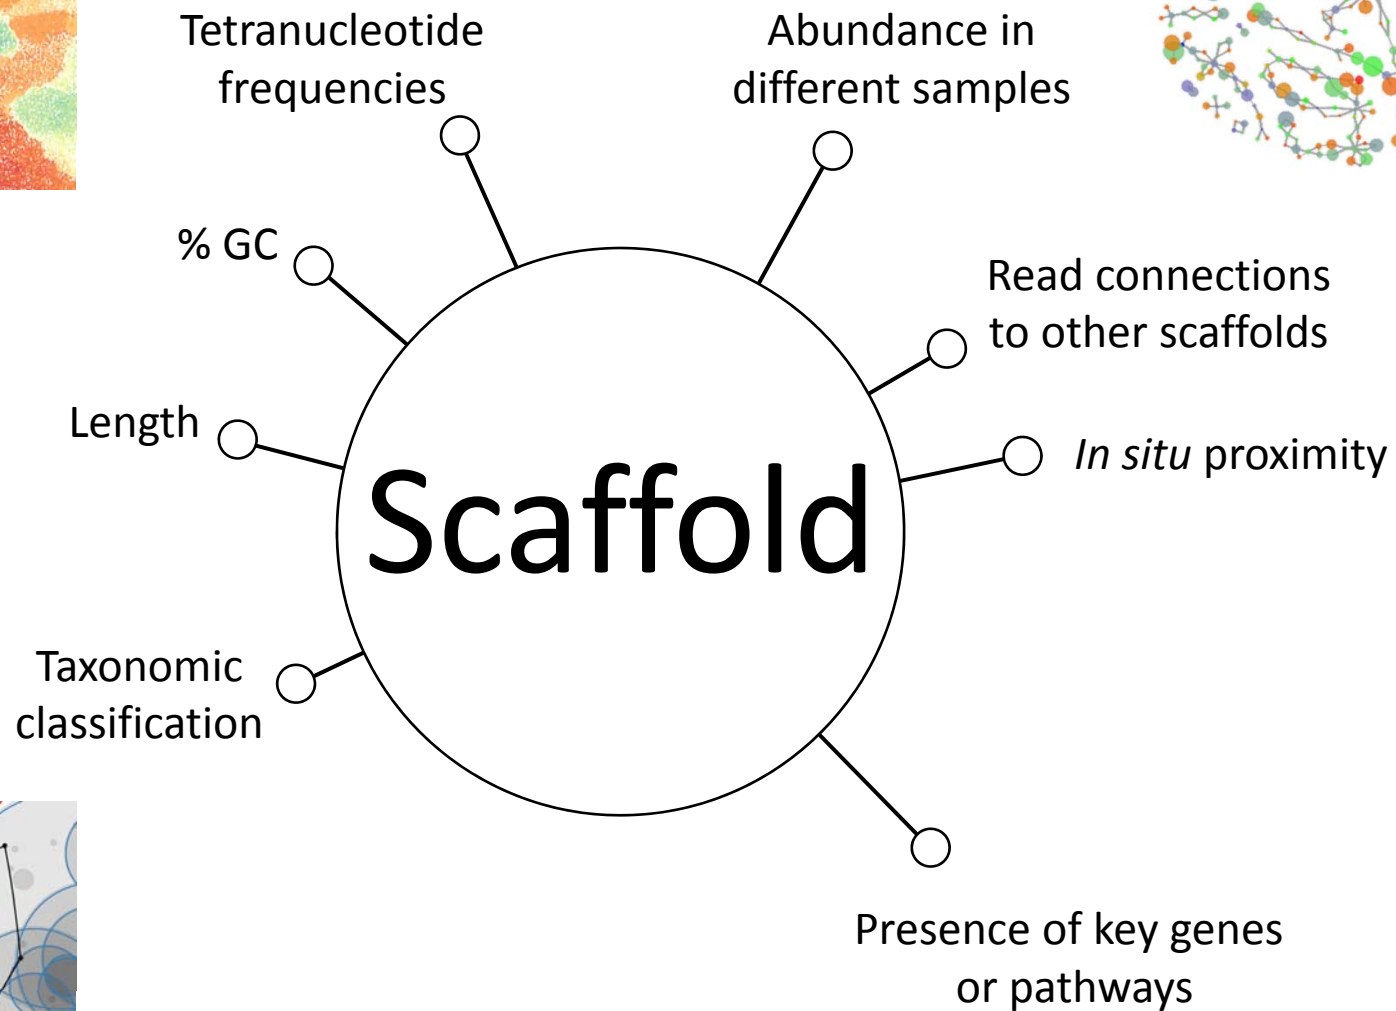 Tetranucleotide
frequencies
Abundance in
different samples
% GC
Read connections
to other scaffolds
Length
In situ proximity
Scaffold
Taxonomic
classification
Presence of key genes
or pathways